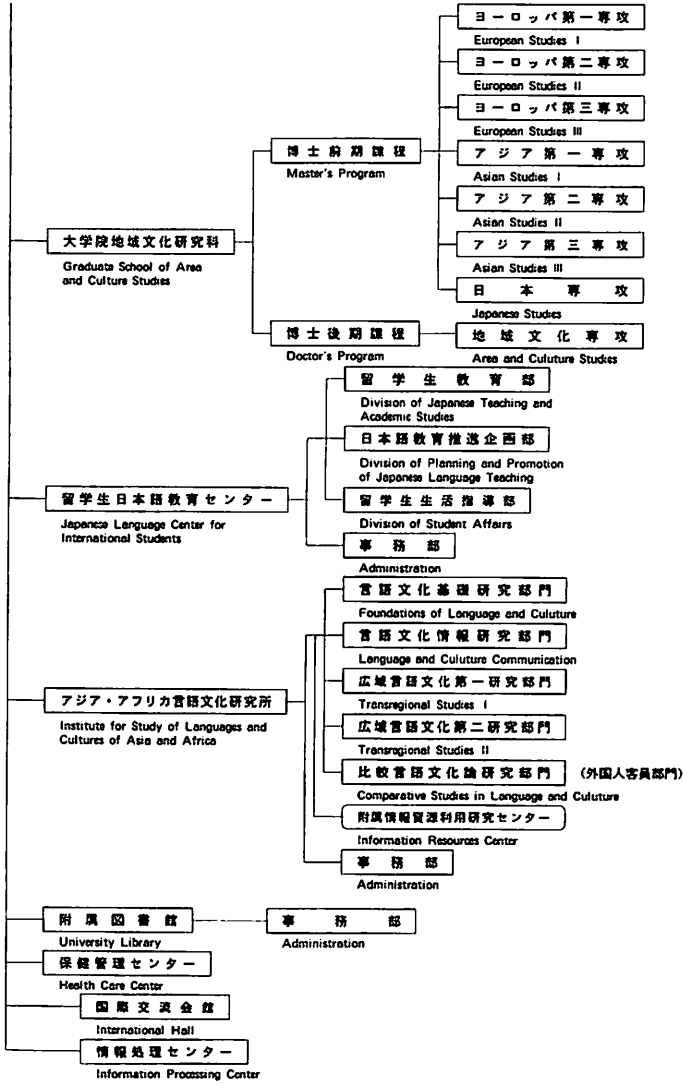 ヨーロッパ第一専攻
European Studies I
ヨーロッパ第二専攻
European Studies II
ヨーロッパ第三専攻
European Studies III
博士前期課程
Master's Program
アジア第一専攻
Asian Studies I
アジア第二専攻
Asian Studies II
大学院地域文化研究科
Graduate School of Area
and Culture Studies
アジア第三専攻
Asian Studies III
日本専攻
Japanese Studies
博士後期課程
Doctor's Program
地域文化専攻
Area and Culuture Studies
留学生教育部
Division of Japanese Teaching and
Academic Studies
日本語教育推進企画部
Division of Planning and Promotion
of Japanese Language Teaching
留学生日本語教育センター
Japanese Language Center for
International Students
留学生生活指導部
Division of Student Affairs
事務部
Administration
言語文化基礎研究部門
Foundations of Language and Culuture
言語文化情報研究部門
Language and Culuture Communication
アジア・アフリカ言語文化研究所
Institute for Study of Languages and
Cultures of Asia and Africa
広域言語文化第一研究部門
Transregional Studies I
広域言語文化第二研究部門
Transregional Studies II
比較言語文化論研究部門 (外国人客員部門)
Comparative Studies in Language and Culuture
附属情報資源利用研究センター
Information Resources Center
事務部
Administration
附属図書館
University Library
事務部
Administration
保健管理センター
Health Care Center
国際交流会館
International Hall
情報処理センター
Information Processing Center